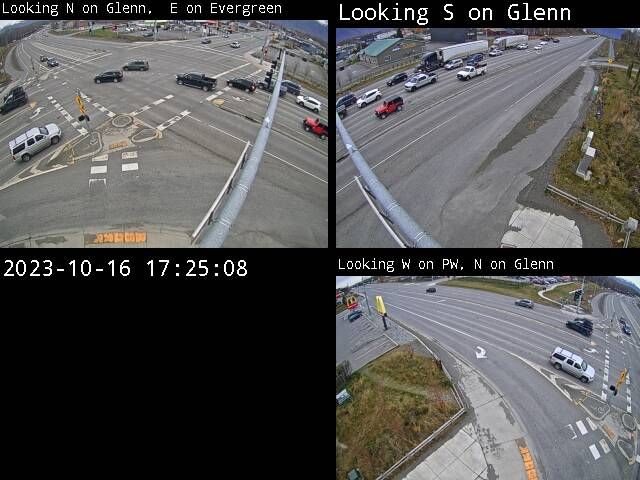 Looking N on Glenn, E on Evergreen
Looking S on Glenn
2023-10-16 17:25:08
Looking W on PW, N on Glenn